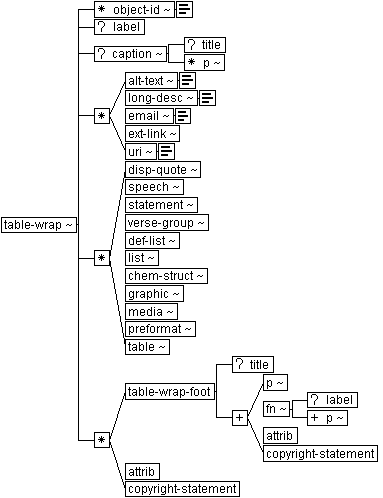 * object-id ~
? label
? caption ~
? title
* p ~
alt-text ~
long-desc ~
* email ~
ext-link ~
uri ~
disp-quote ~
speech ~
statement ~
table-wrap ~
verse-group ~
def-list ~
* list ~
chem-struct ~
graphic ~
media ~
preformat ~
table ~
? title
p ~
table-wrap-foot
? label
fn ~
+
+ p ~
attrib
*
copyright-statement
attrib
copyright-statement